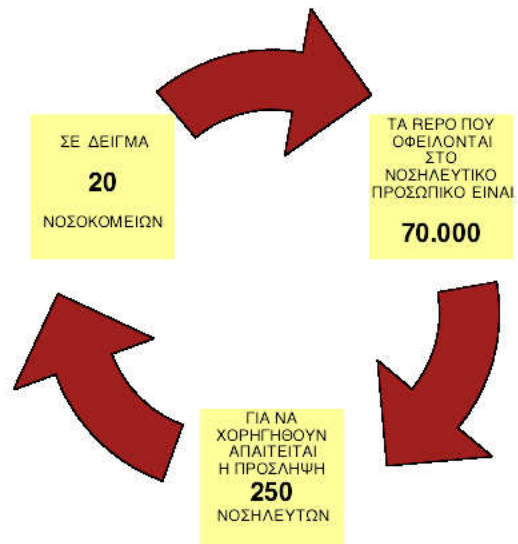 ΣΕ ΔΕΙΓΜΑ
20
ΝΟΣΟΚΟΜΕΙΩΝ
ΤΑ ΡΕΡΟ ΠΟΥ
ΟΦΕΙΛΟΝΤΑΙ
ΣΤΟ
ΝΟΣΗΛΕΥΤΙΚΟ
ΠΡΟΣΩΠΙΚΟ ΕΙΝΑΙ
70.000
ΓΙΑ ΝΑ
ΧΟΡΗΓΗΘΟΥΝ
ΑΠΑΙΤΕΙΤΑΙ
Η ΠΡΟΣΛΗΨΗ
250
ΝΟΣΗΛΕΥΤΩΝ